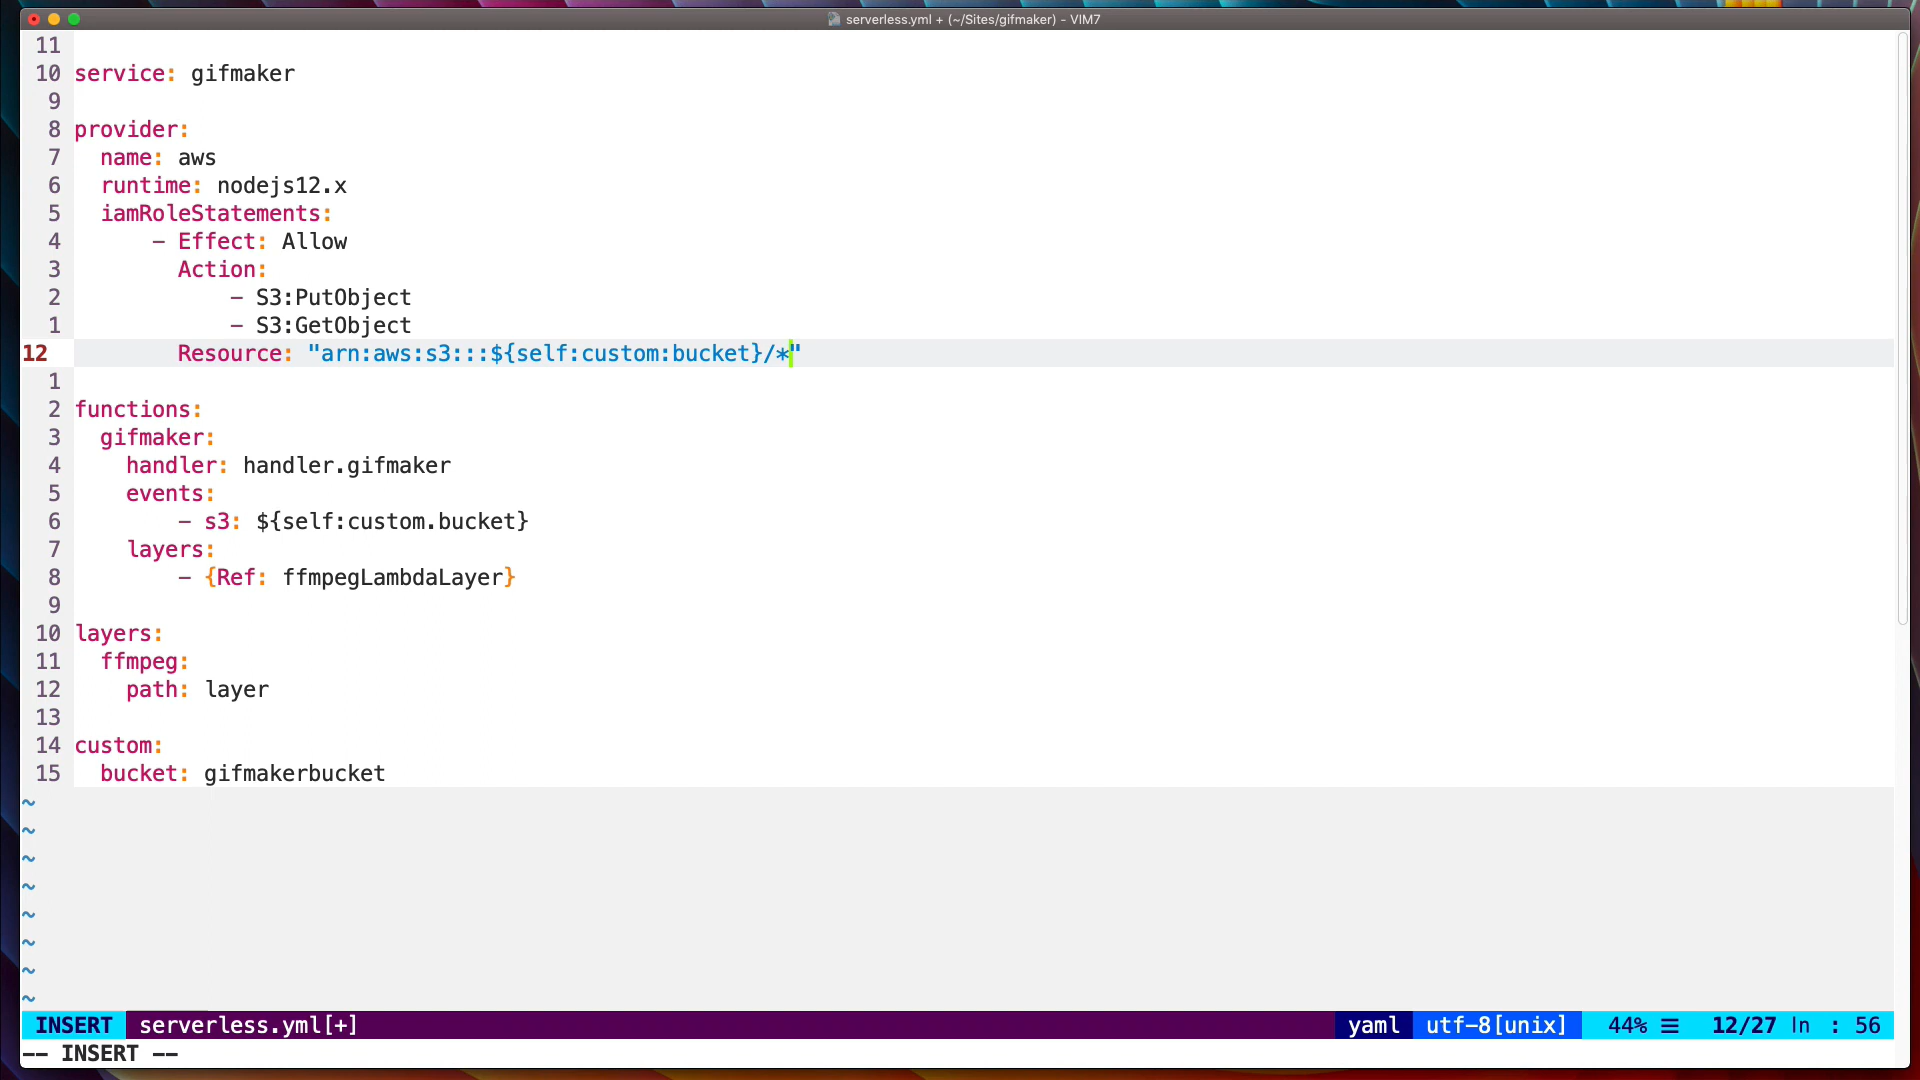 serverless.yml + (~/Sites/gifmaker) - VIM7
11
10 service: gifmaker
9
8 provider:
7   name: aws
6   runtime: nodejs12.x
5   iamRoleStatements:
4       - Effect: Allow
3         Action:
2             - S3:PutObject
1             - S3:GetObject
12         Resource: "arn:aws:s3:::${self:custom:bucket}/*"
1
2 functions:
3   gifmaker:
4     handler: handler.gifmaker
5     events:
6         - s3: ${self:custom.bucket}
7     layers:
8         - {Ref: ffmpegLambdaLayer}
9
10 layers:
11   ffmpeg:
12     path: layer
13
14 custom:
15   bucket: gifmakerbucket
~
~
~
~
~
~
~
~
INSERT serverless.yml[+] yaml utf-8[unix] 44% ☰ 12/27 ln : 56
-- INSERT --